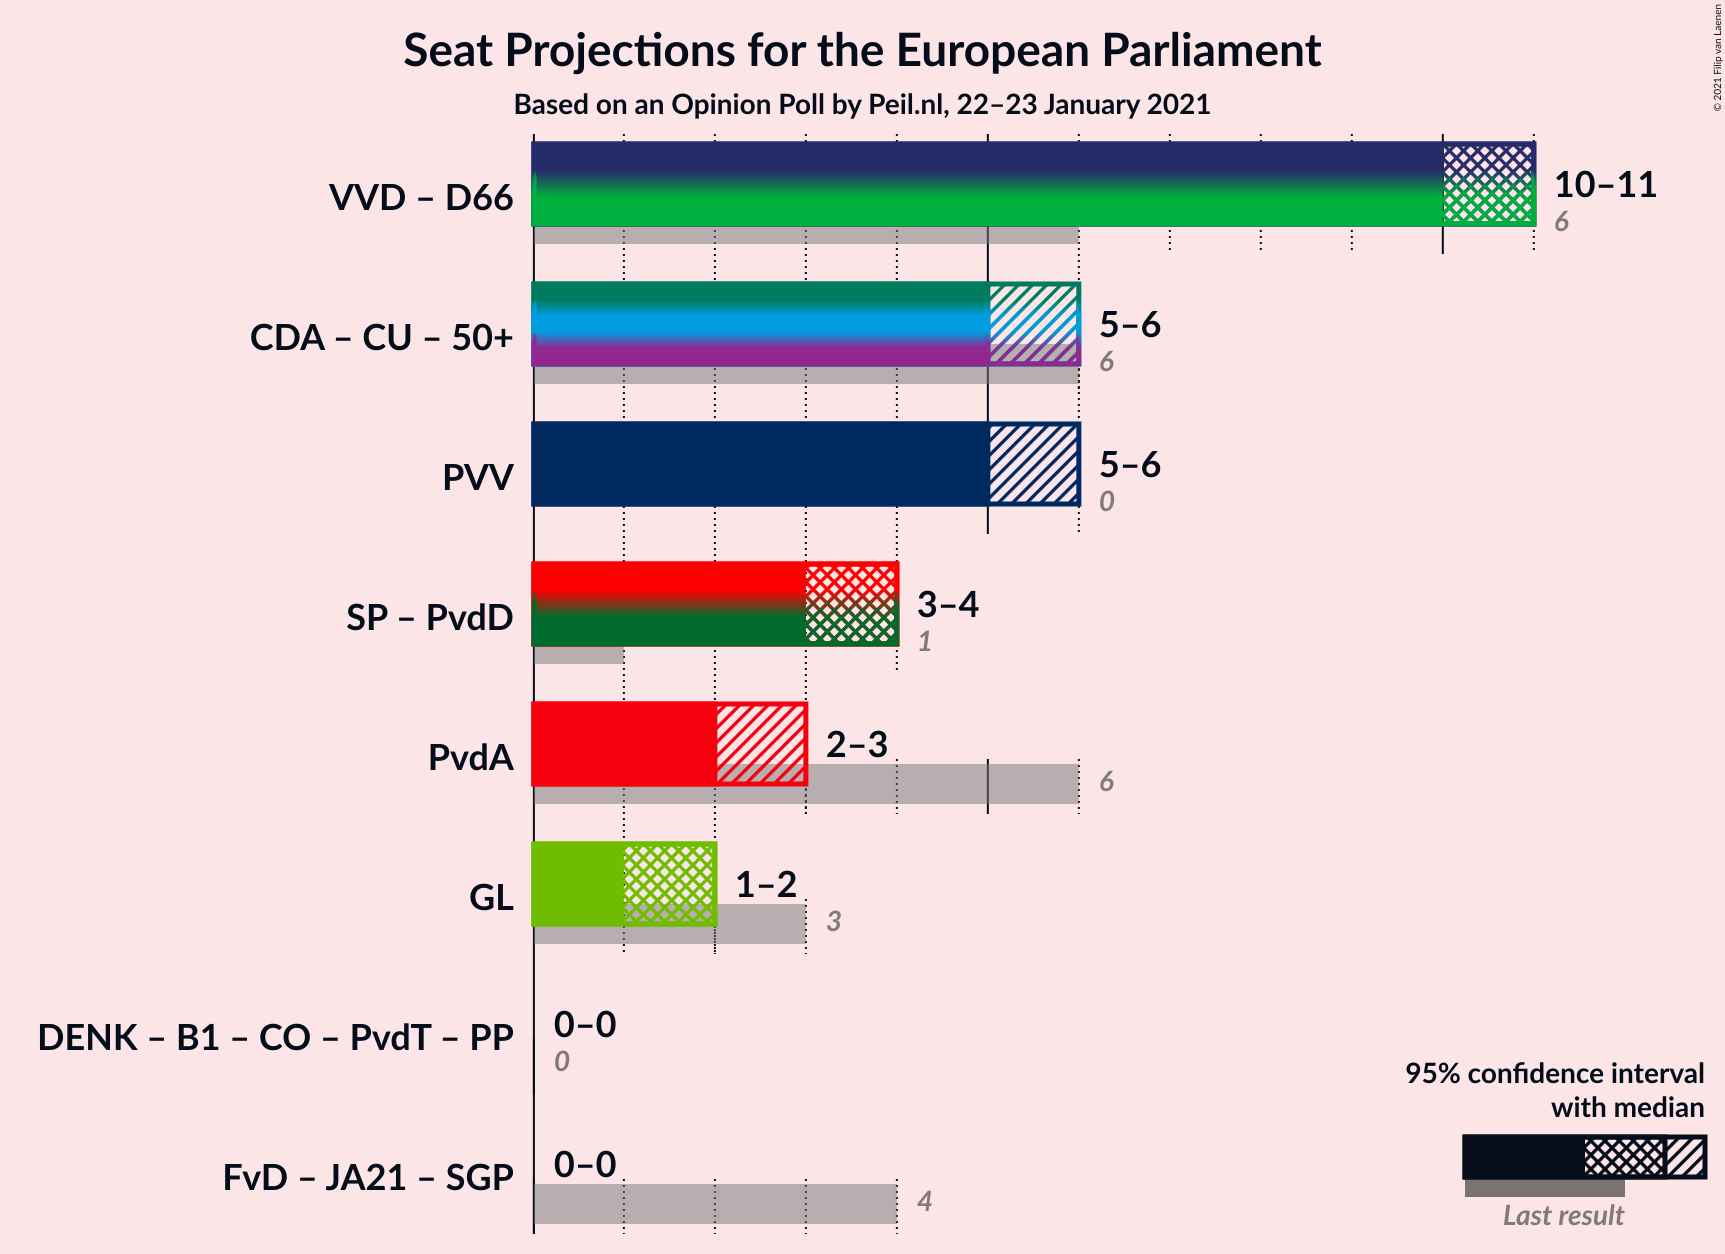 Seat Projections for the European Parliament
Based on an Opinion Poll by Peil.nl, 22–23 January 2021
© 2021 Filip van Laenen
VVD – D66
10–11
6
CDA – CU – 50+
5–6
6
PVV
5–6
0
SP – PvdD
3–4
1
PvdA
2–3
6
GL
1–2
3
DENK – B1 – CO – PvdT – PP
0–0
0
FvD – JA21 – SGP
0–0
4
95% confidence interval
with median
Last result